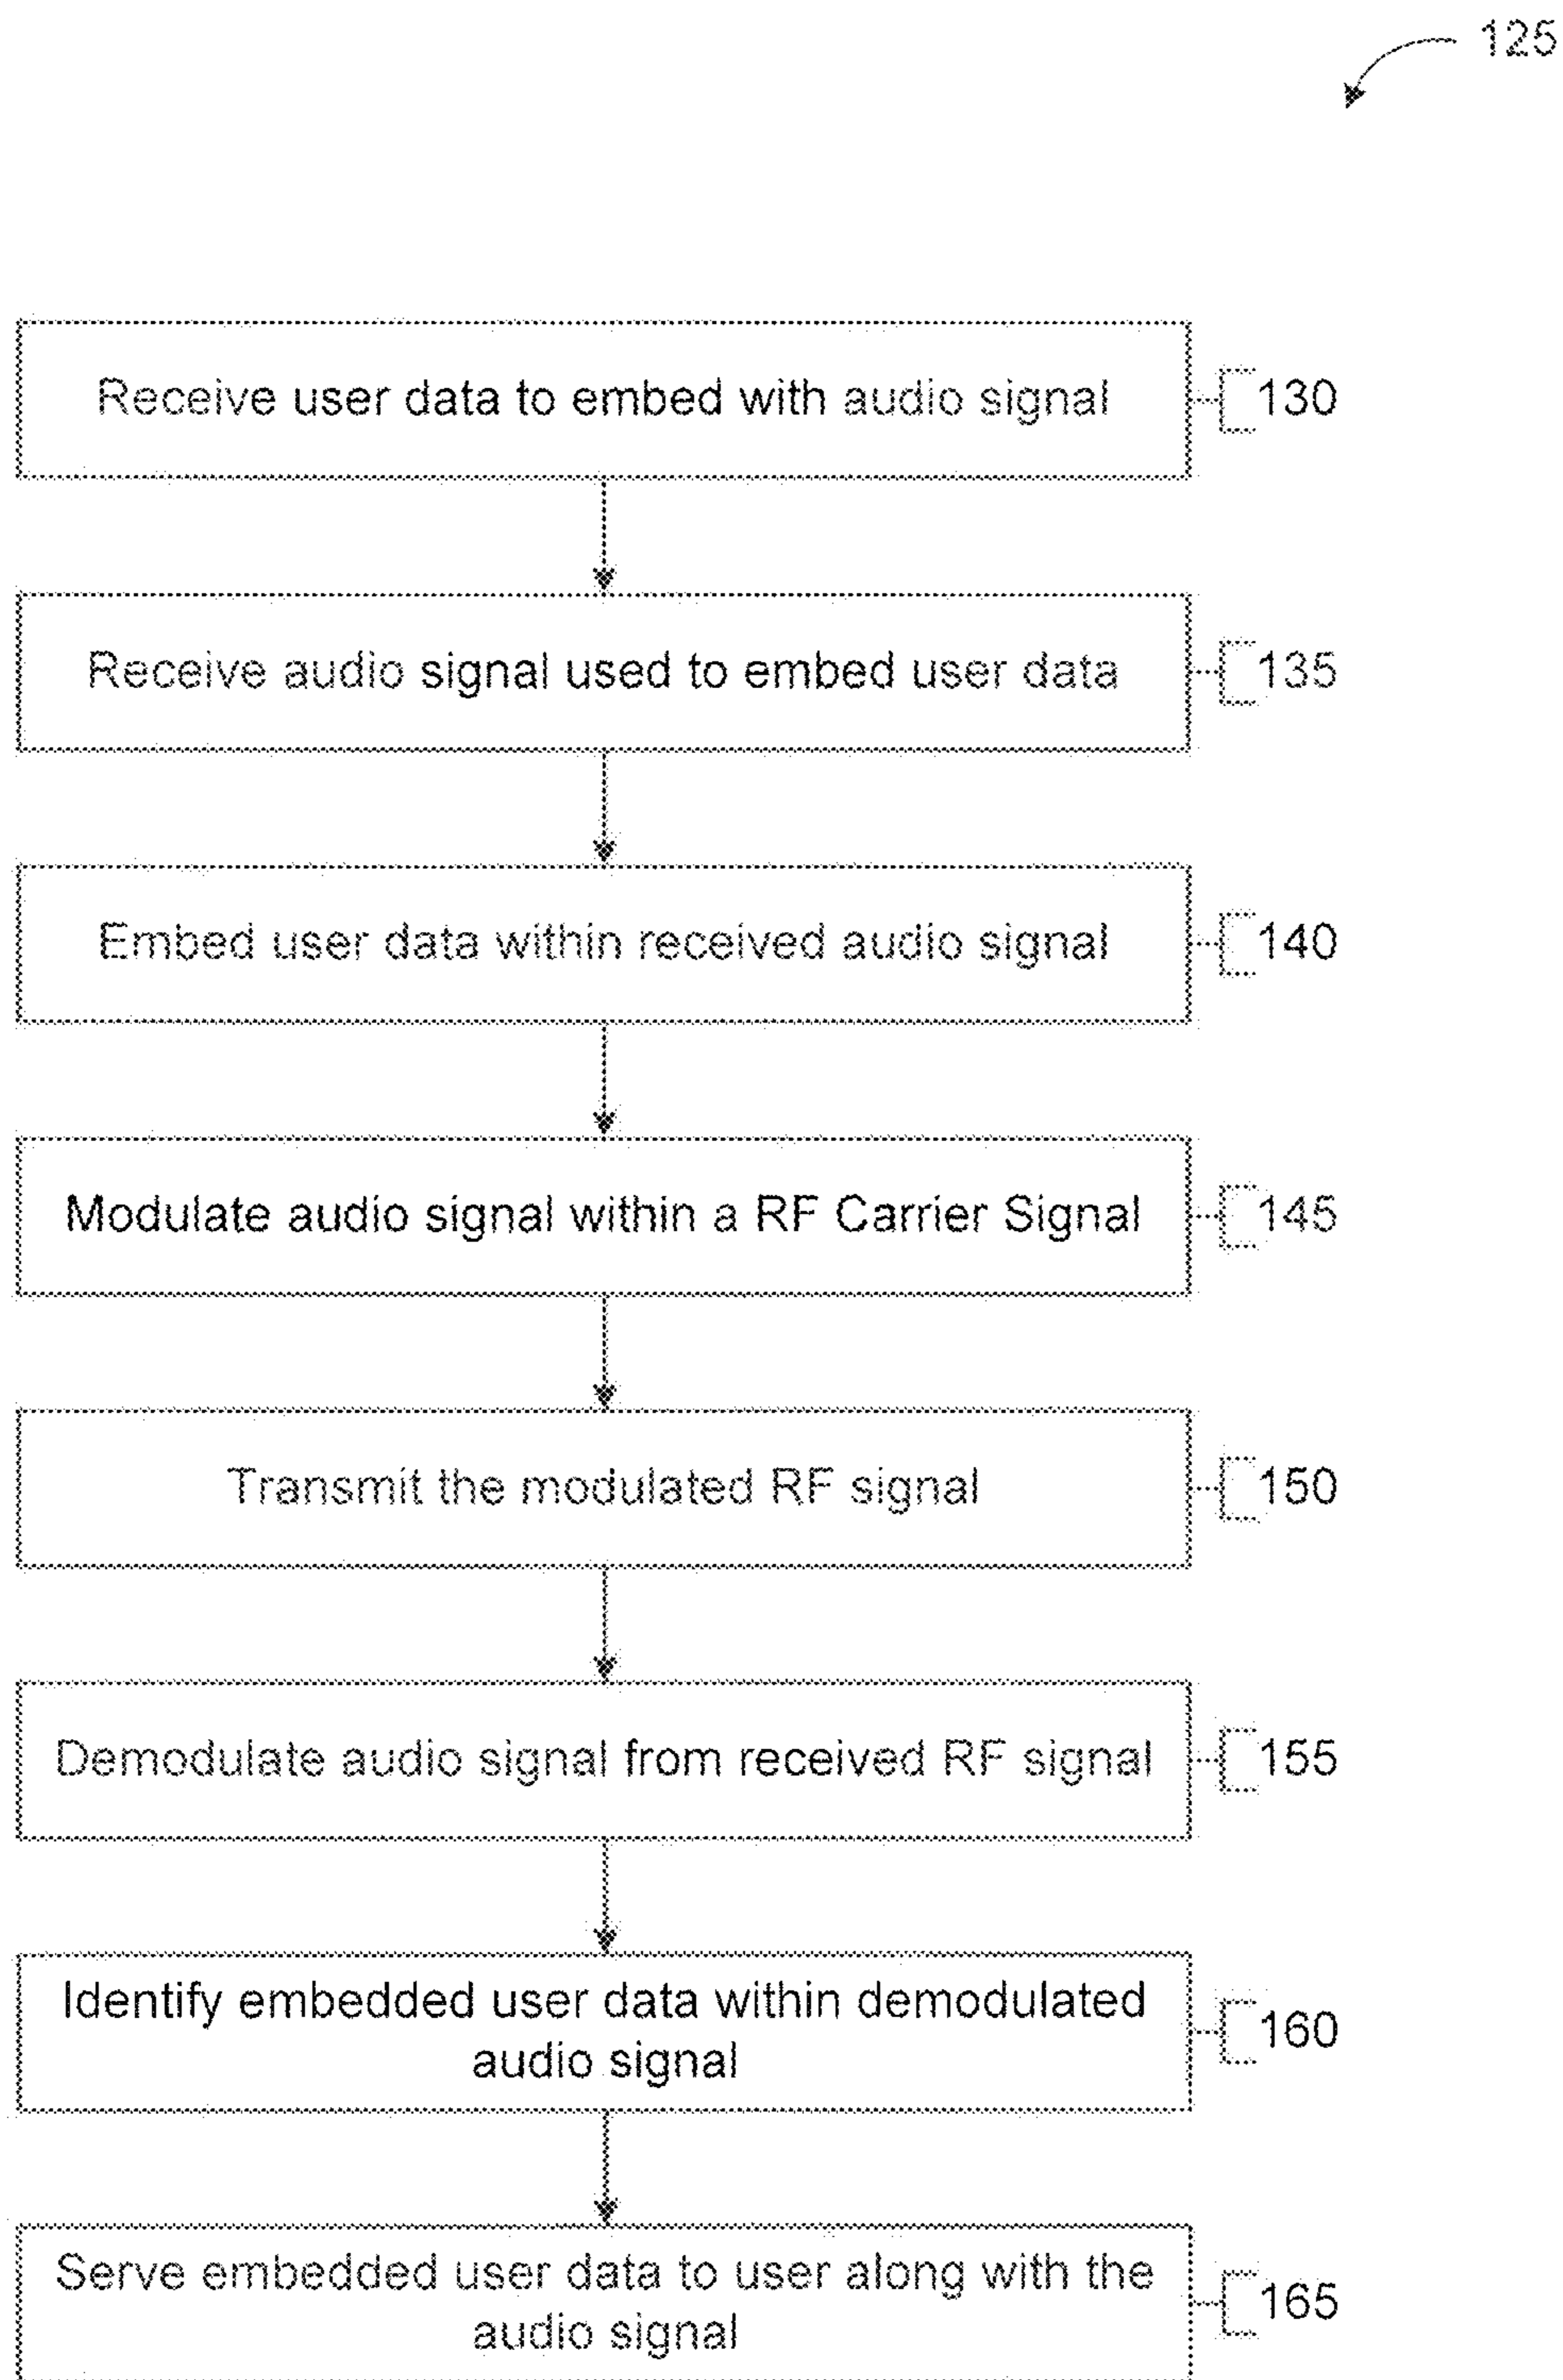 125
Receive user data to embed with audio signal
130
Receive audio signal used to embed user data
135
Embed user data within received audio signal
140
Modulate audio signal within a RF Carrier Signal
145
Transmit the modulated RF signal
150
Demodulate audio signal from received RF signal
155
Identify embedded user data within demodulated
audio signal
160
Serve embedded user data to user along with the
audio signal
165